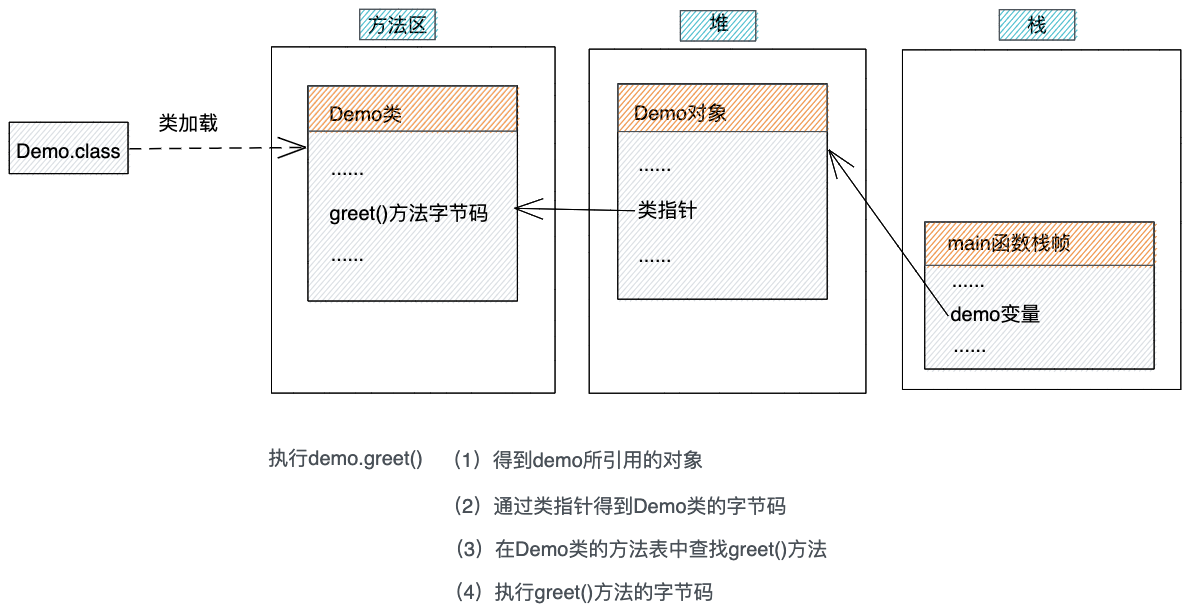 方法区
堆
栈
Demo.class
类加载
Demo类
......
greet()方法字节码
......
Demo对象
......
类指针
......
main函数栈帧
......
demo变量
......
执行demo.greet() （1）得到demo所引用的对象
（2）通过类指针得到Demo类的字节码
（3）在Demo类的方法表中查找greet()方法
（4）执行greet()方法的字节码